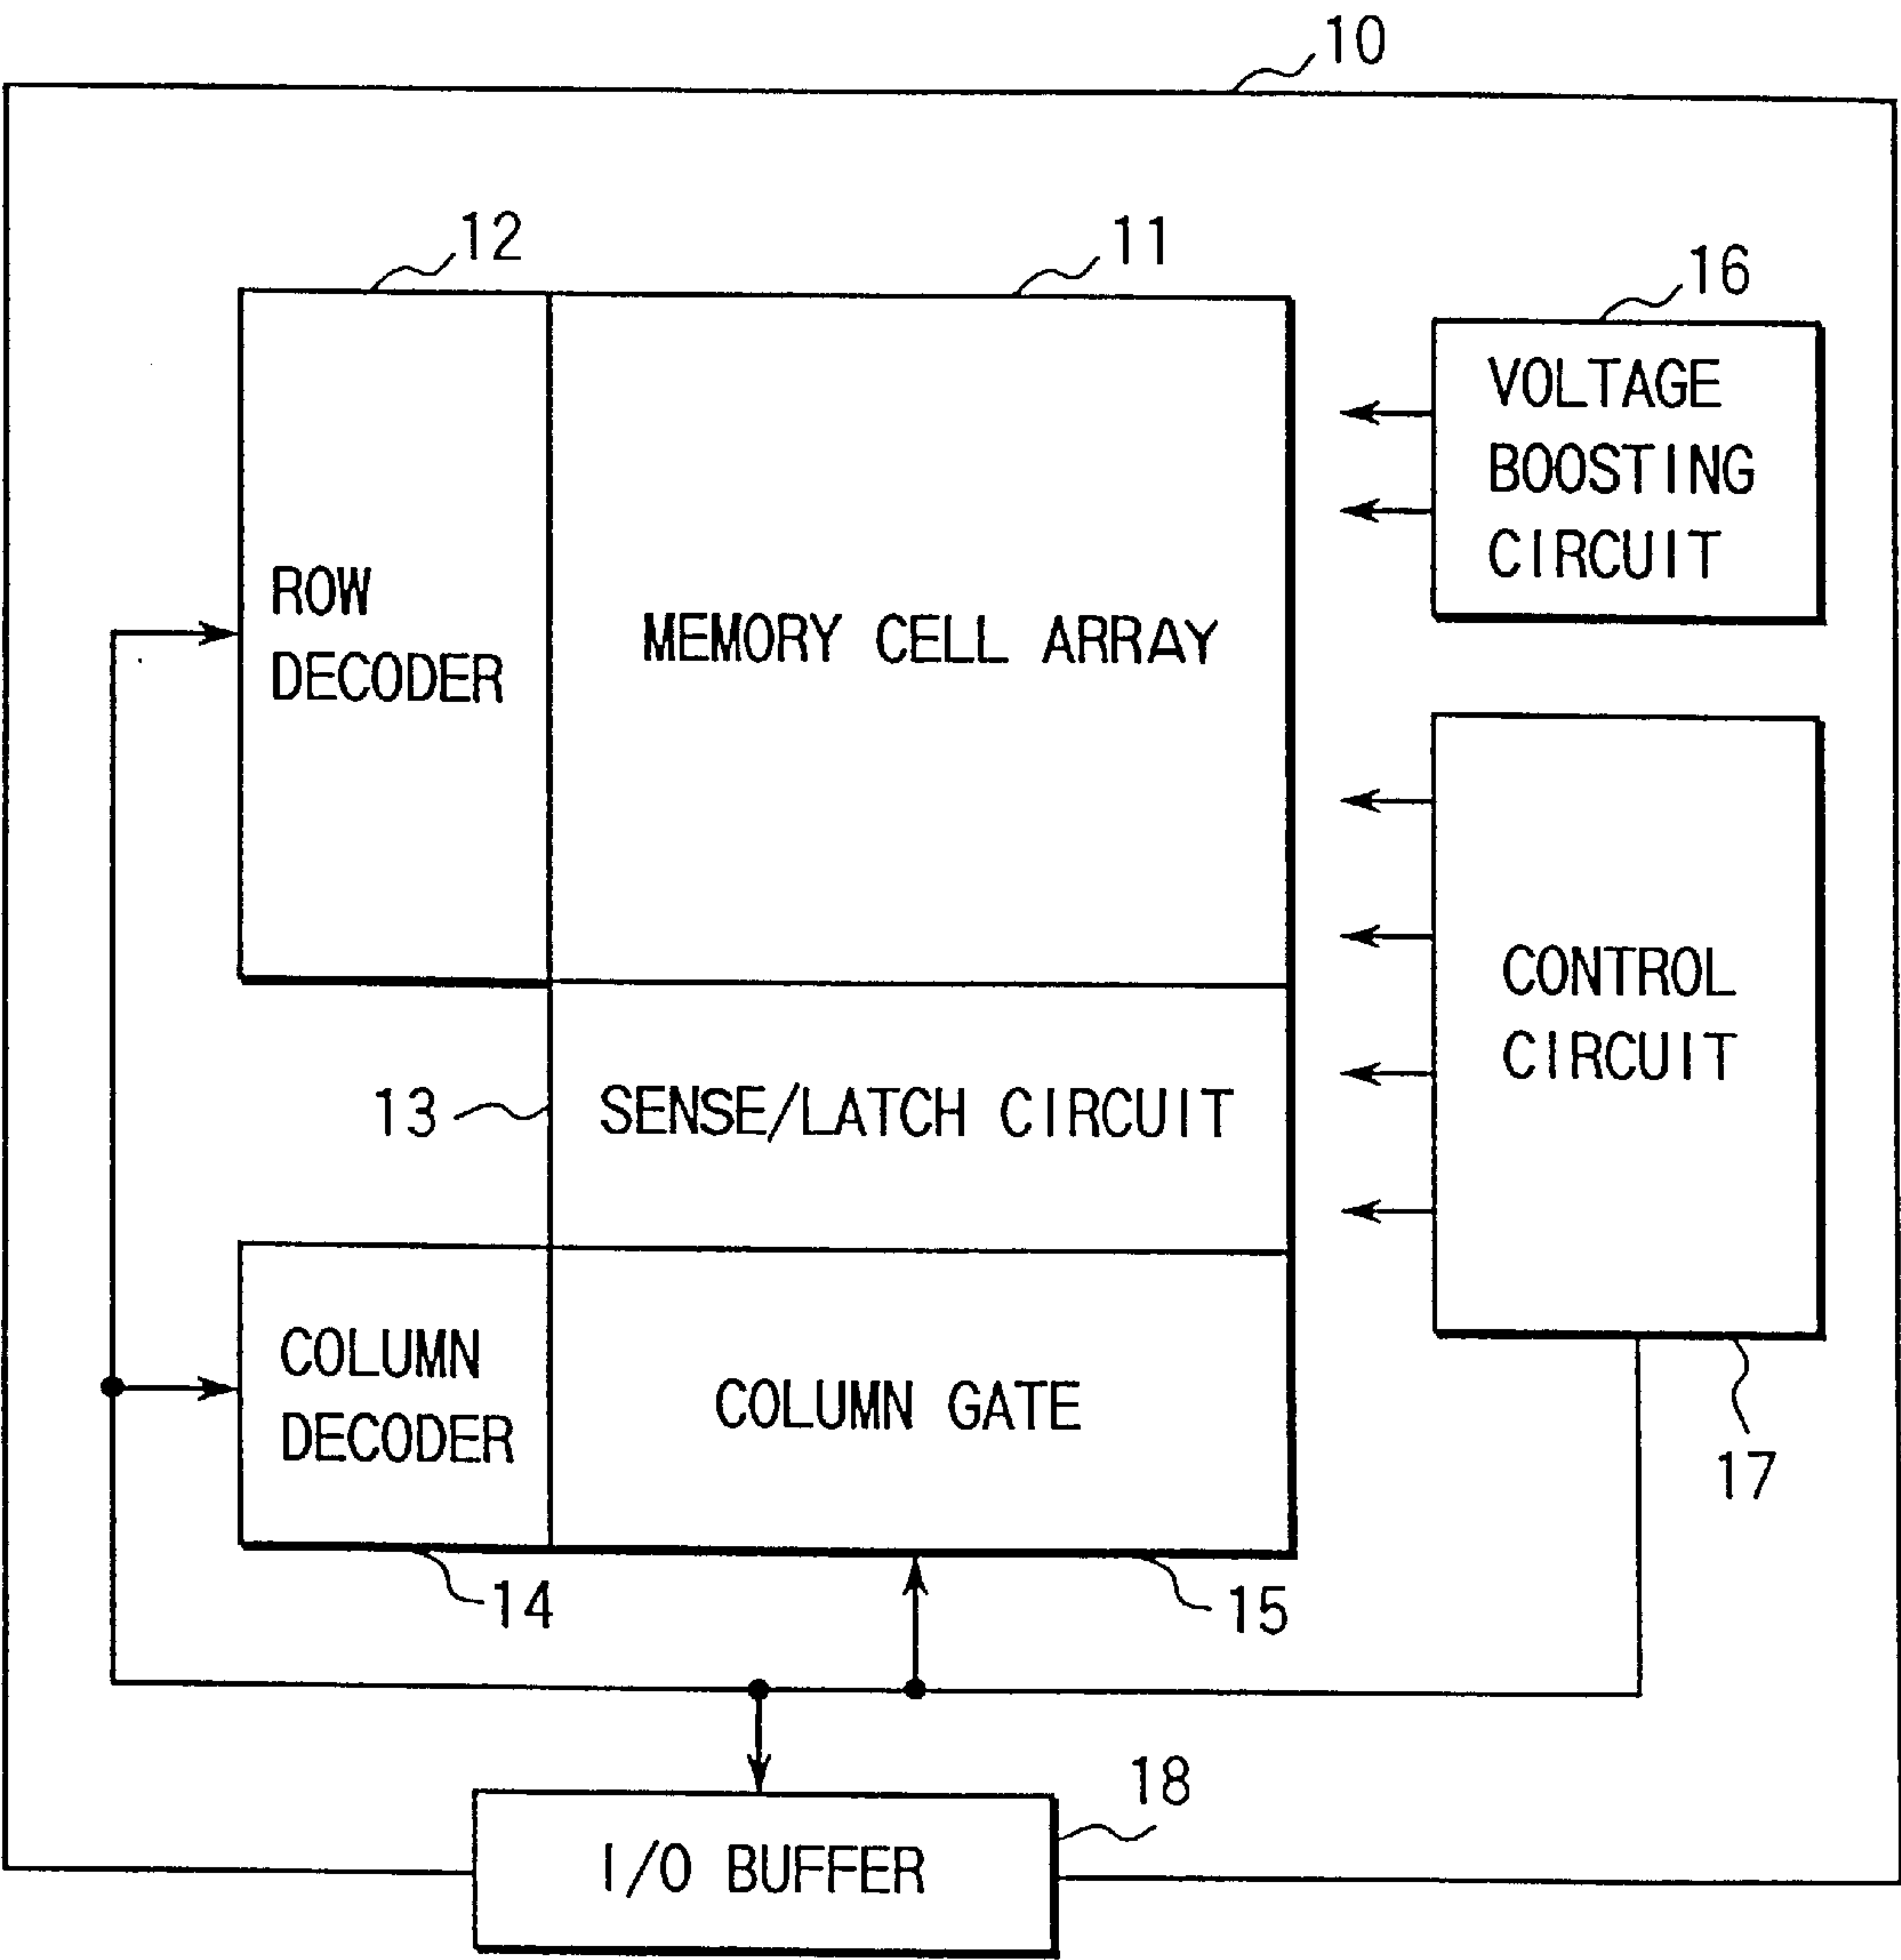 10
12
11
16
VOLTAGE
BOOSTING
CIRCUIT
ROW
DECODER
MEMORY CELL ARRAY
CONTROL
CIRCUIT
13
SENSE/LATCH CIRCUIT
COLUMN
DECODER
COLUMN GATE
17
14
15
18
I/O BUFFER